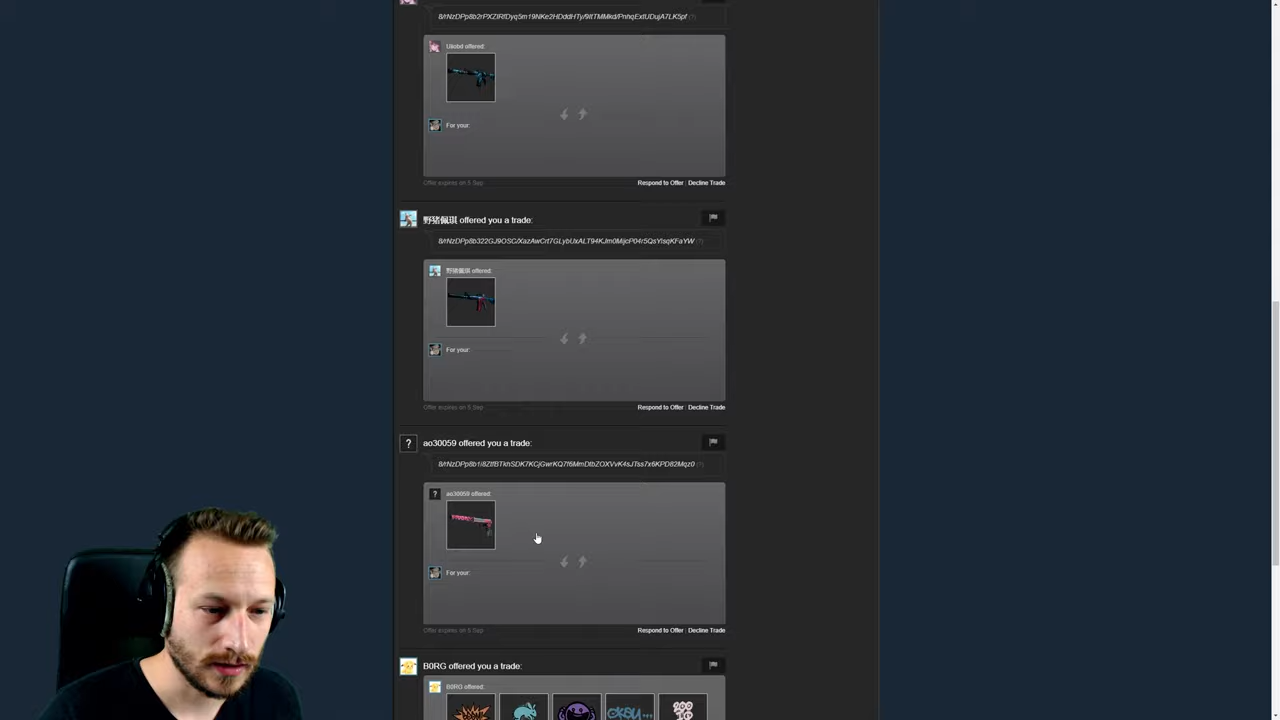 Ukobd offered:
For your:
Offer expires on 5 Sep
Respond to Offer | Decline Trade
野猪佩琪 offered you a trade:
野猪佩琪 offered:
For your:
Offer expires on 5 Sep
Respond to Offer | Decline Trade
? ao30059 offered you a trade:
? ao30059 offered:
For your:
Offer expires on 5 Sep
Respond to Offer | Decline Trade
B0RG offered you a trade:
B0RG offered: